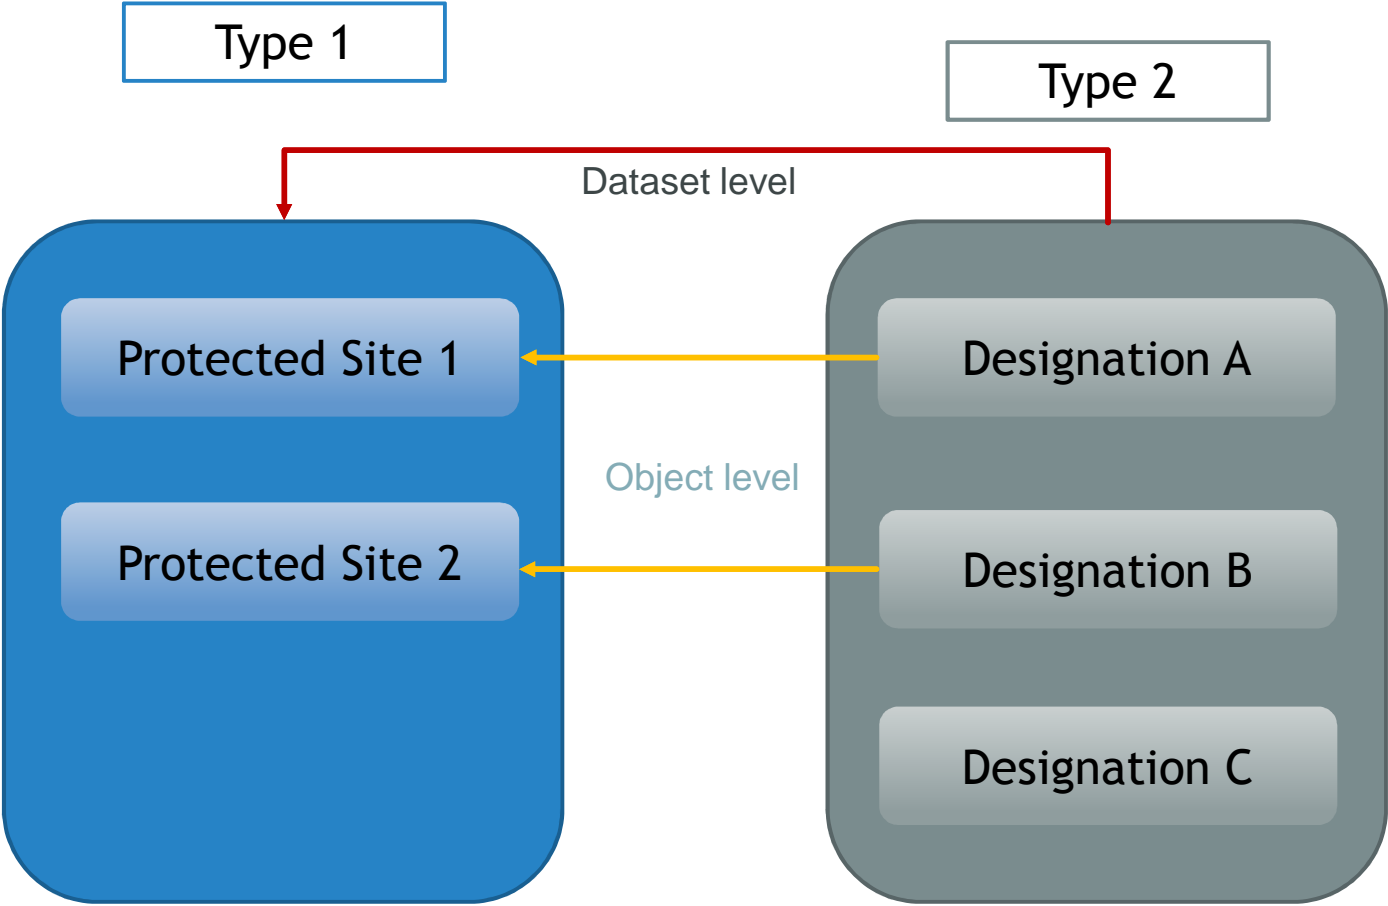 Type 1
Type 2
Dataset level
Protected Site 1
Designation A
Object level
Protected Site 2
Designation B
Designation C